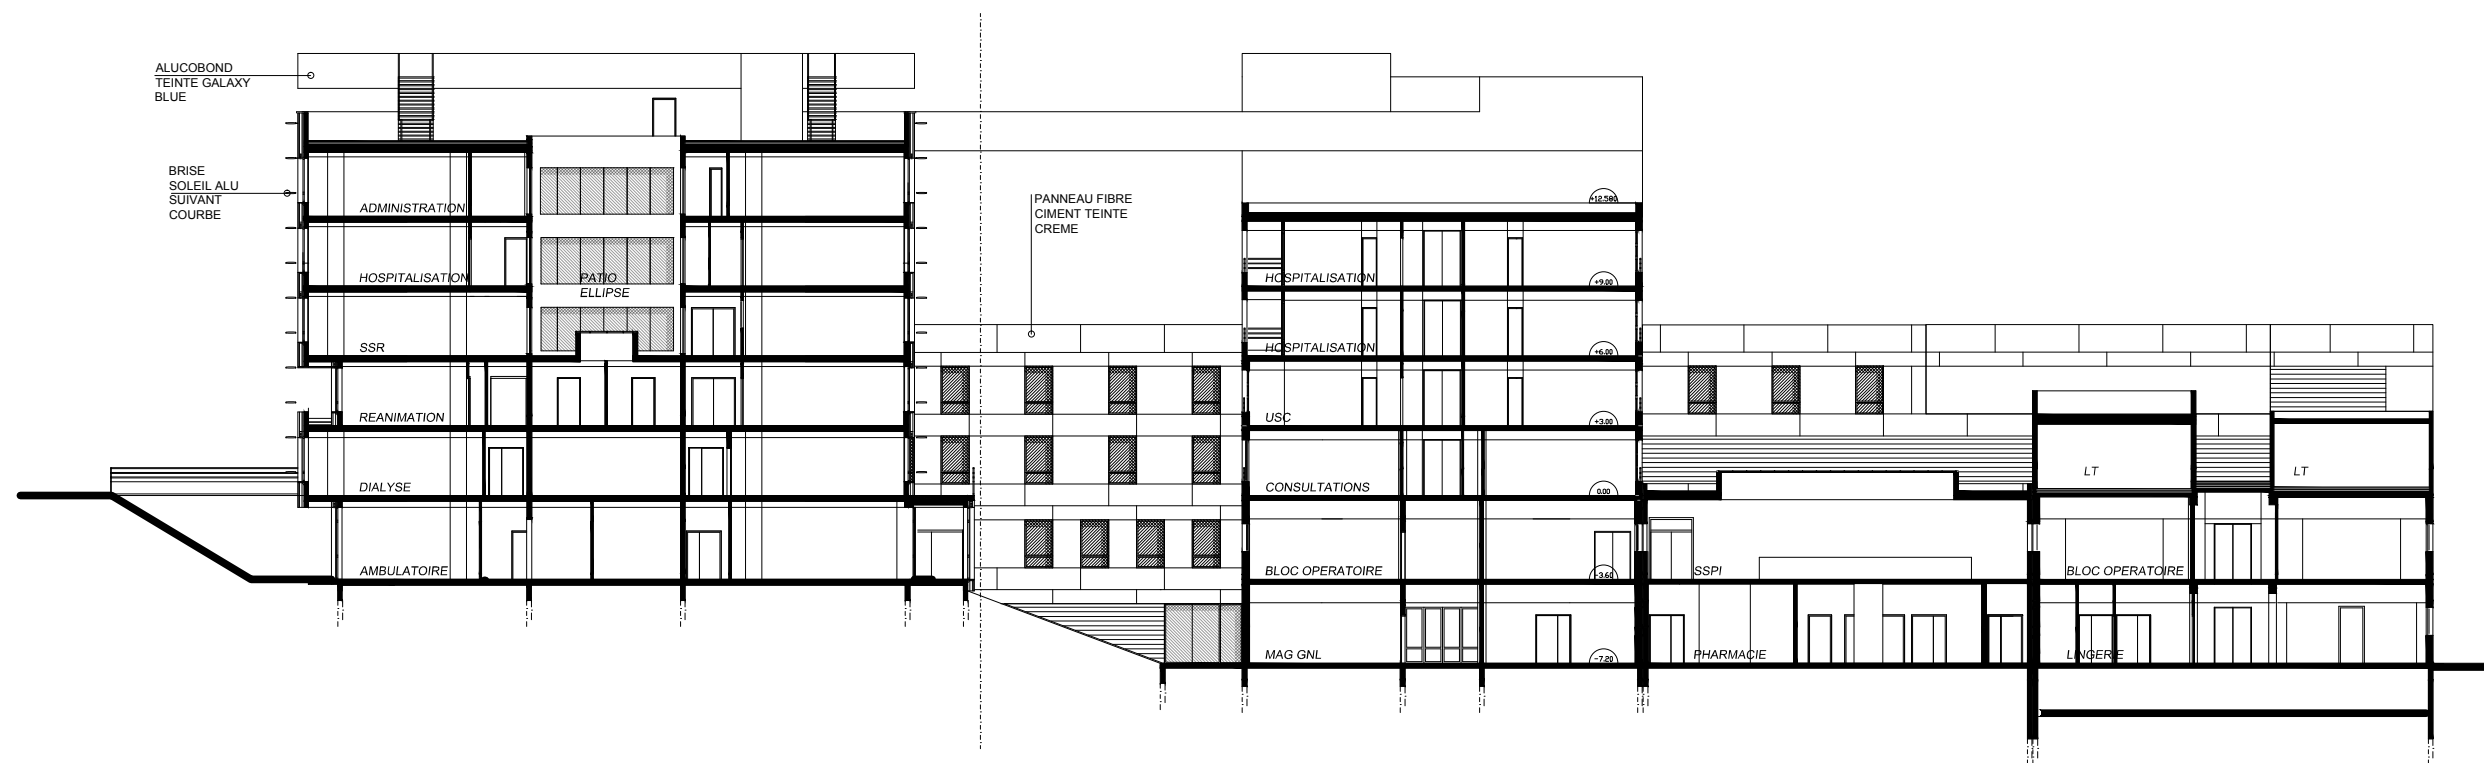 ALUCOBOND
TEINTE GALAXY
BLUE
BRISE
SOLEIL ALU
SUIVANT
COURBE
ADMINISTRATION
HOSPITALISATION
PATIO
ELLIPSE
SSR
REANIMATION
DIALYSE
AMBULATOIRE
PANNEAU FIBRE
CIMENT TEINTE
CREME
+12.580
HOSPITALISATION
+9.00
HOSPITALISATION
+6.00
USC
+3.00
CONSULTATIONS
0.00
BLOC OPERATOIRE
-3.60
MAG GNL
-7.20
SSPI
PHARMACIE
LT
LT
BLOC OPERATOIRE
LINGERIE